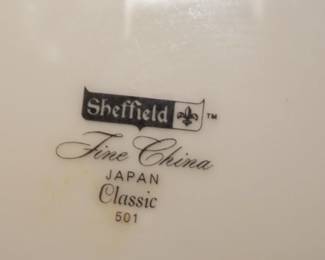 Sheffield ™
Fine China
JAPAN
Classic
501